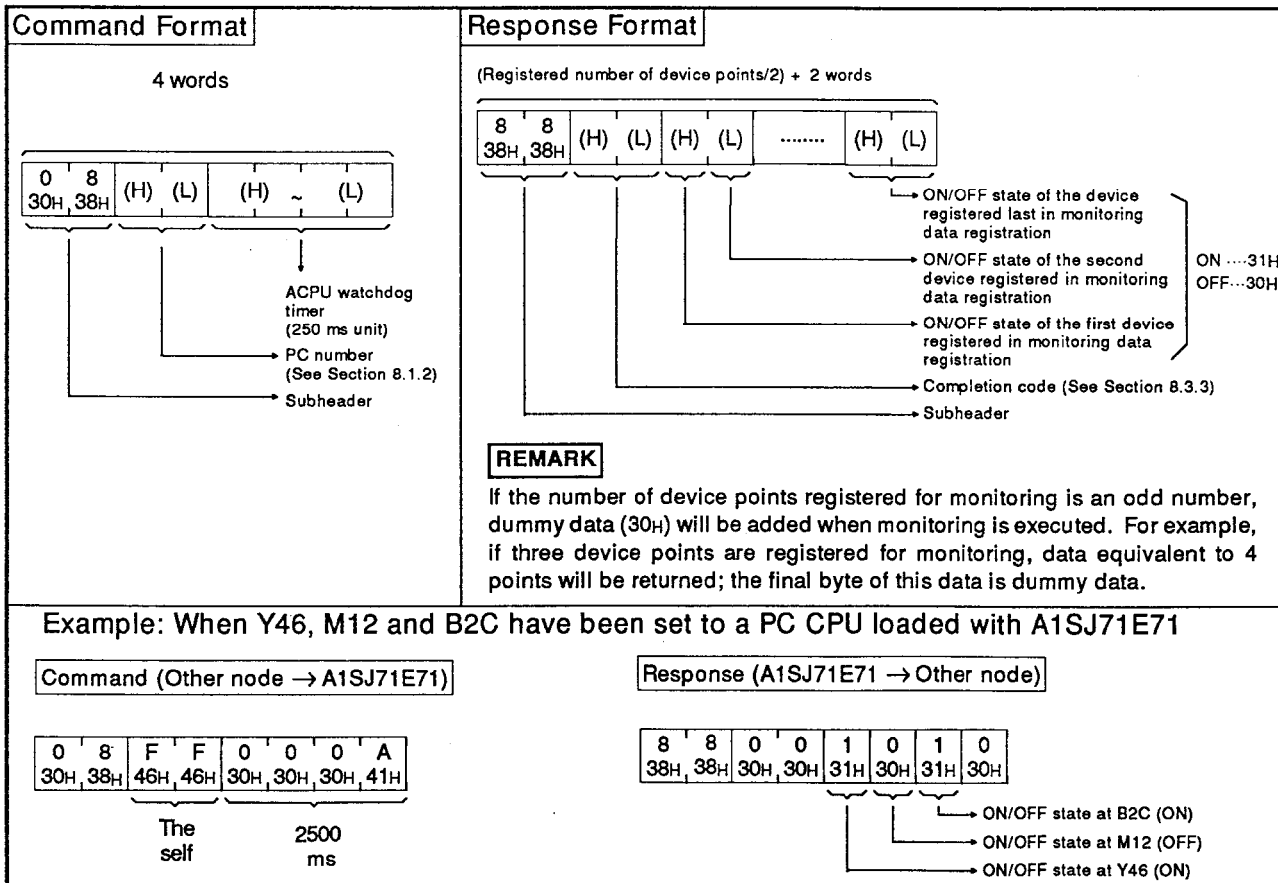 Command Format
4 words
0 8 (H) (L) (H) ~ (L)
30H 38H
ACPU watchdog
timer
(250 ms unit)
PC number
(See Section 8.1.2)
Subheader
Response Format
(Registered number of device points/2) + 2 words
8 8 (H) (L) (H) (L) ........ (H) (L)
38H 38H
ON/OFF state of the device
registered last in monitoring
data registration
ON/OFF state of the second
device registered in monitoring
data registration
ON/OFF state of the first device
registered in monitoring data
registration
ON ····31H
OFF···30H
Completion code (See Section 8.3.3)
Subheader
REMARK
If the number of device points registered for monitoring is an odd number,
dummy data (30H) will be added when monitoring is executed. For example,
if three device points are registered for monitoring, data equivalent to 4
points will be returned; the final byte of this data is dummy data.
Example: When Y46, M12 and B2C have been set to a PC CPU loaded with A1SJ71E71
Command (Other node → A1SJ71E71)
0 8 F F 0 0 0 A
30H 38H 46H 46H 30H 30H 30H 41H
The
self
2500
ms
Response (A1SJ71E71 → Other node)
8 8 0 0 1 0 1 0
38H 38H 30H 30H 31H 30H 31H 30H
ON/OFF state at B2C (ON)
ON/OFF state at M12 (OFF)
ON/OFF state at Y46 (ON)